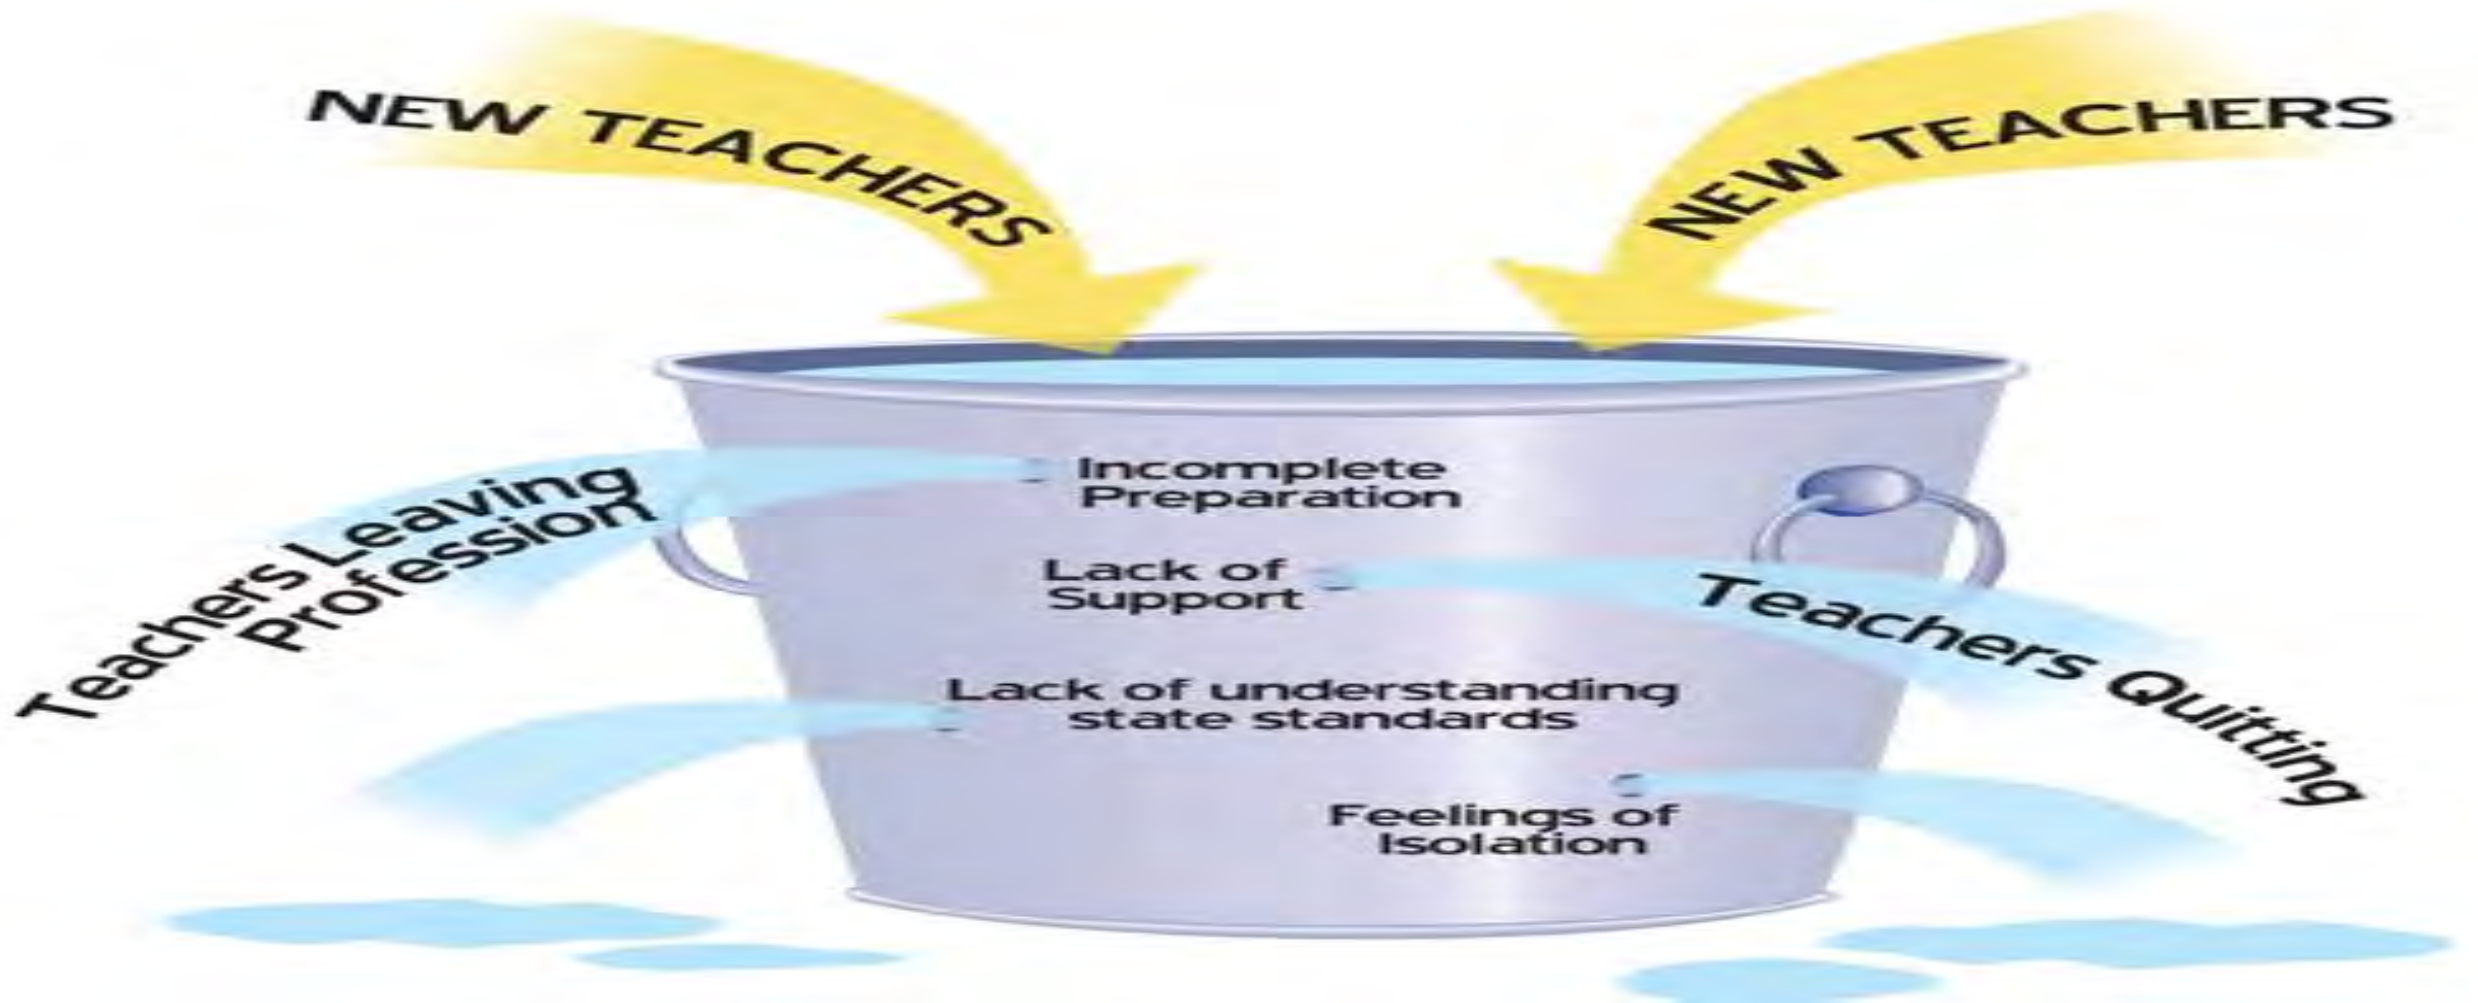 NEW TEACHERS
NEW TEACHERS
Incomplete
Preparation
Teachers Leaving
Profession
Lack of
Support
Teachers Quitting
Lack of understanding
state standards
Feelings of
Isolation